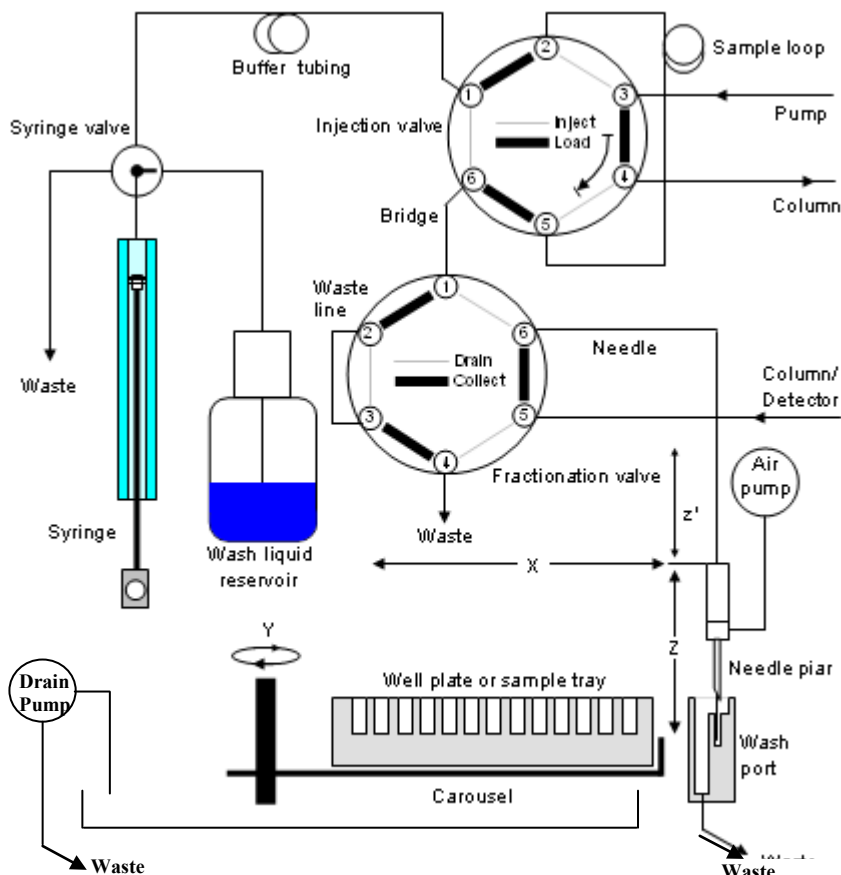 Buffer tubing
Sample loop
Syringe valve
Injection valve
1
2
3
4
5
6
Inject
Load
Pump
Column
Bridge
Waste
line
1
2
3
4
5
6
Drain
Collect
Needle
Column/
Detector
Waste
Syringe
Wash liquid
reservoir
Fractionation valve
Waste
Air
pump
X
Z'
Z
Y
Drain
Pump
Well plate or sample tray
Needle piar
Wash
port
Carousel
Waste
Waste